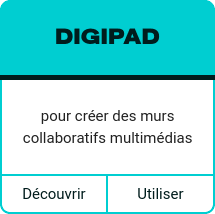 DIGIPAD
pour créer des murs
collaboratifs multimédias
Découvrir
Utiliser